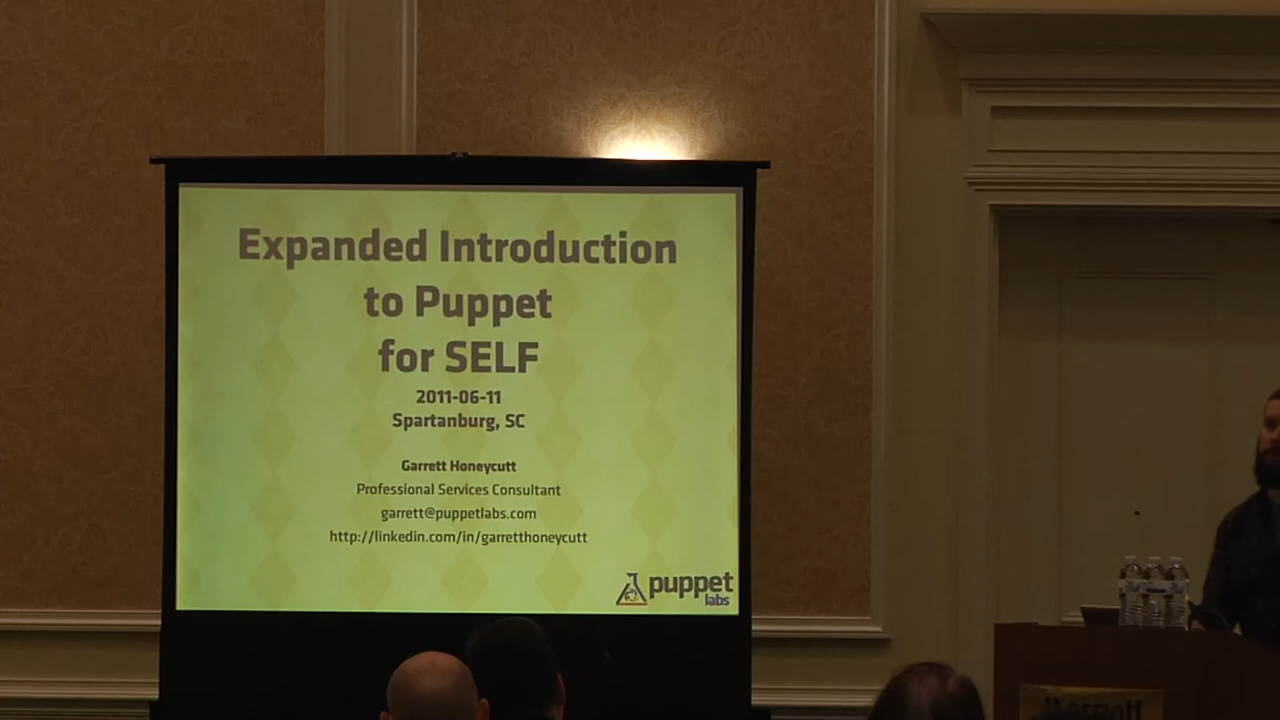 Expanded Introduction
to Puppet
for SELF
2011-06-11
Spartanburg, SC
Garrett Honeycutt
Professional Services Consultant
garrett@puppetlabs.com
http://linkedin.com/in/garretthoneycutt
puppet
labs
Marriott